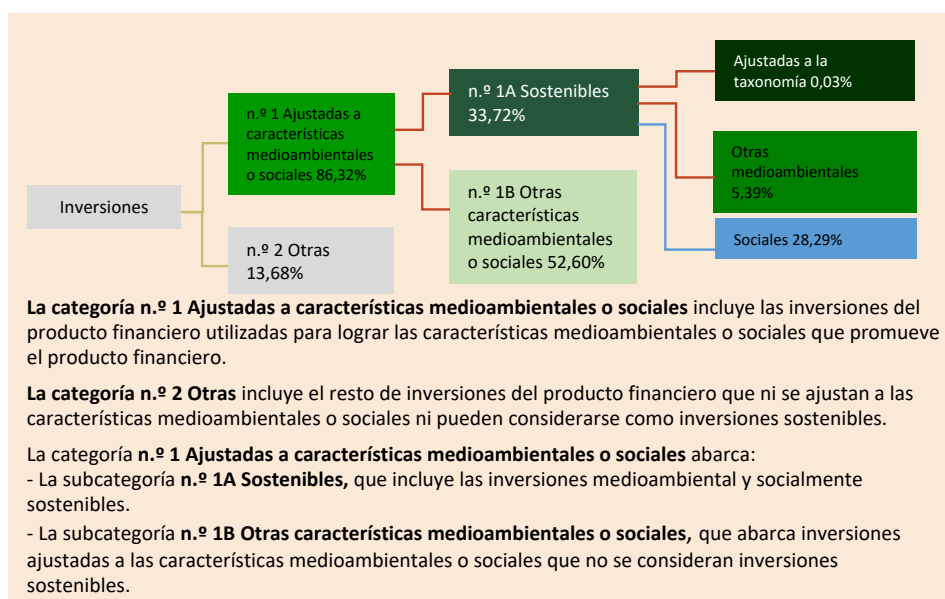 Inversiones
n.º 1 Ajustadas a
características
medioambientales
o sociales 86,32%
n.º 2 Otras
13,68%
n.º 1A Sostenibles
33,72%
n.º 1B Otras
características
medioambientales
o sociales 52,60%
Ajustadas a la
taxonomía 0,03%
Otras
medioambientales
5,39%
Sociales 28,29%
La categoría n.º 1 Ajustadas a características medioambientales o sociales incluye las inversiones del
producto financiero utilizadas para lograr las características medioambientales o sociales que promueve
el producto financiero.
La categoría n.º 2 Otras incluye el resto de inversiones del producto financiero que ni se ajustan a las
características medioambientales o sociales ni pueden considerarse como inversiones sostenibles.
La categoría n.º 1 Ajustadas a características medioambientales o sociales abarca:
- La subcategoría n.º 1A Sostenibles, que incluye las inversiones medioambiental y socialmente
sostenibles.
- La subcategoría n.º 1B Otras características medioambientales o sociales, que abarca inversiones
ajustadas a las características medioambientales o sociales que no se consideran inversiones
sostenibles.